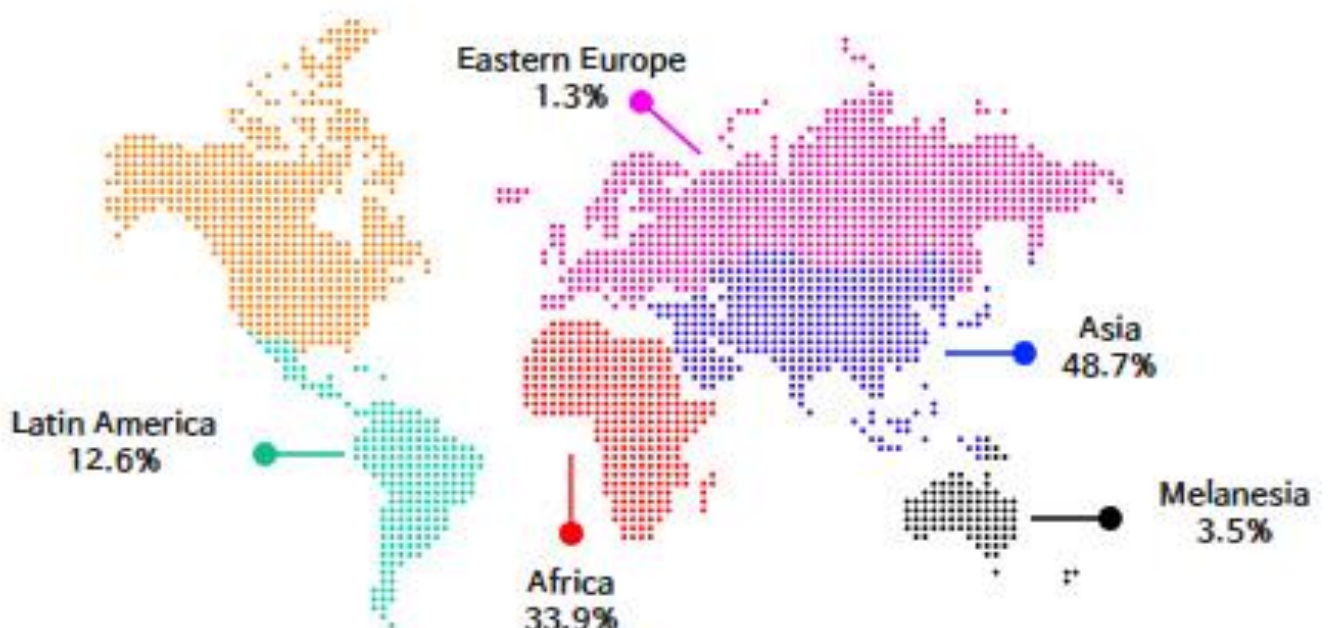 Eastern Europe
1.3%
Asia
48.7%
Latin America
12.6%
Melanesia
3.5%
Africa
33.9%